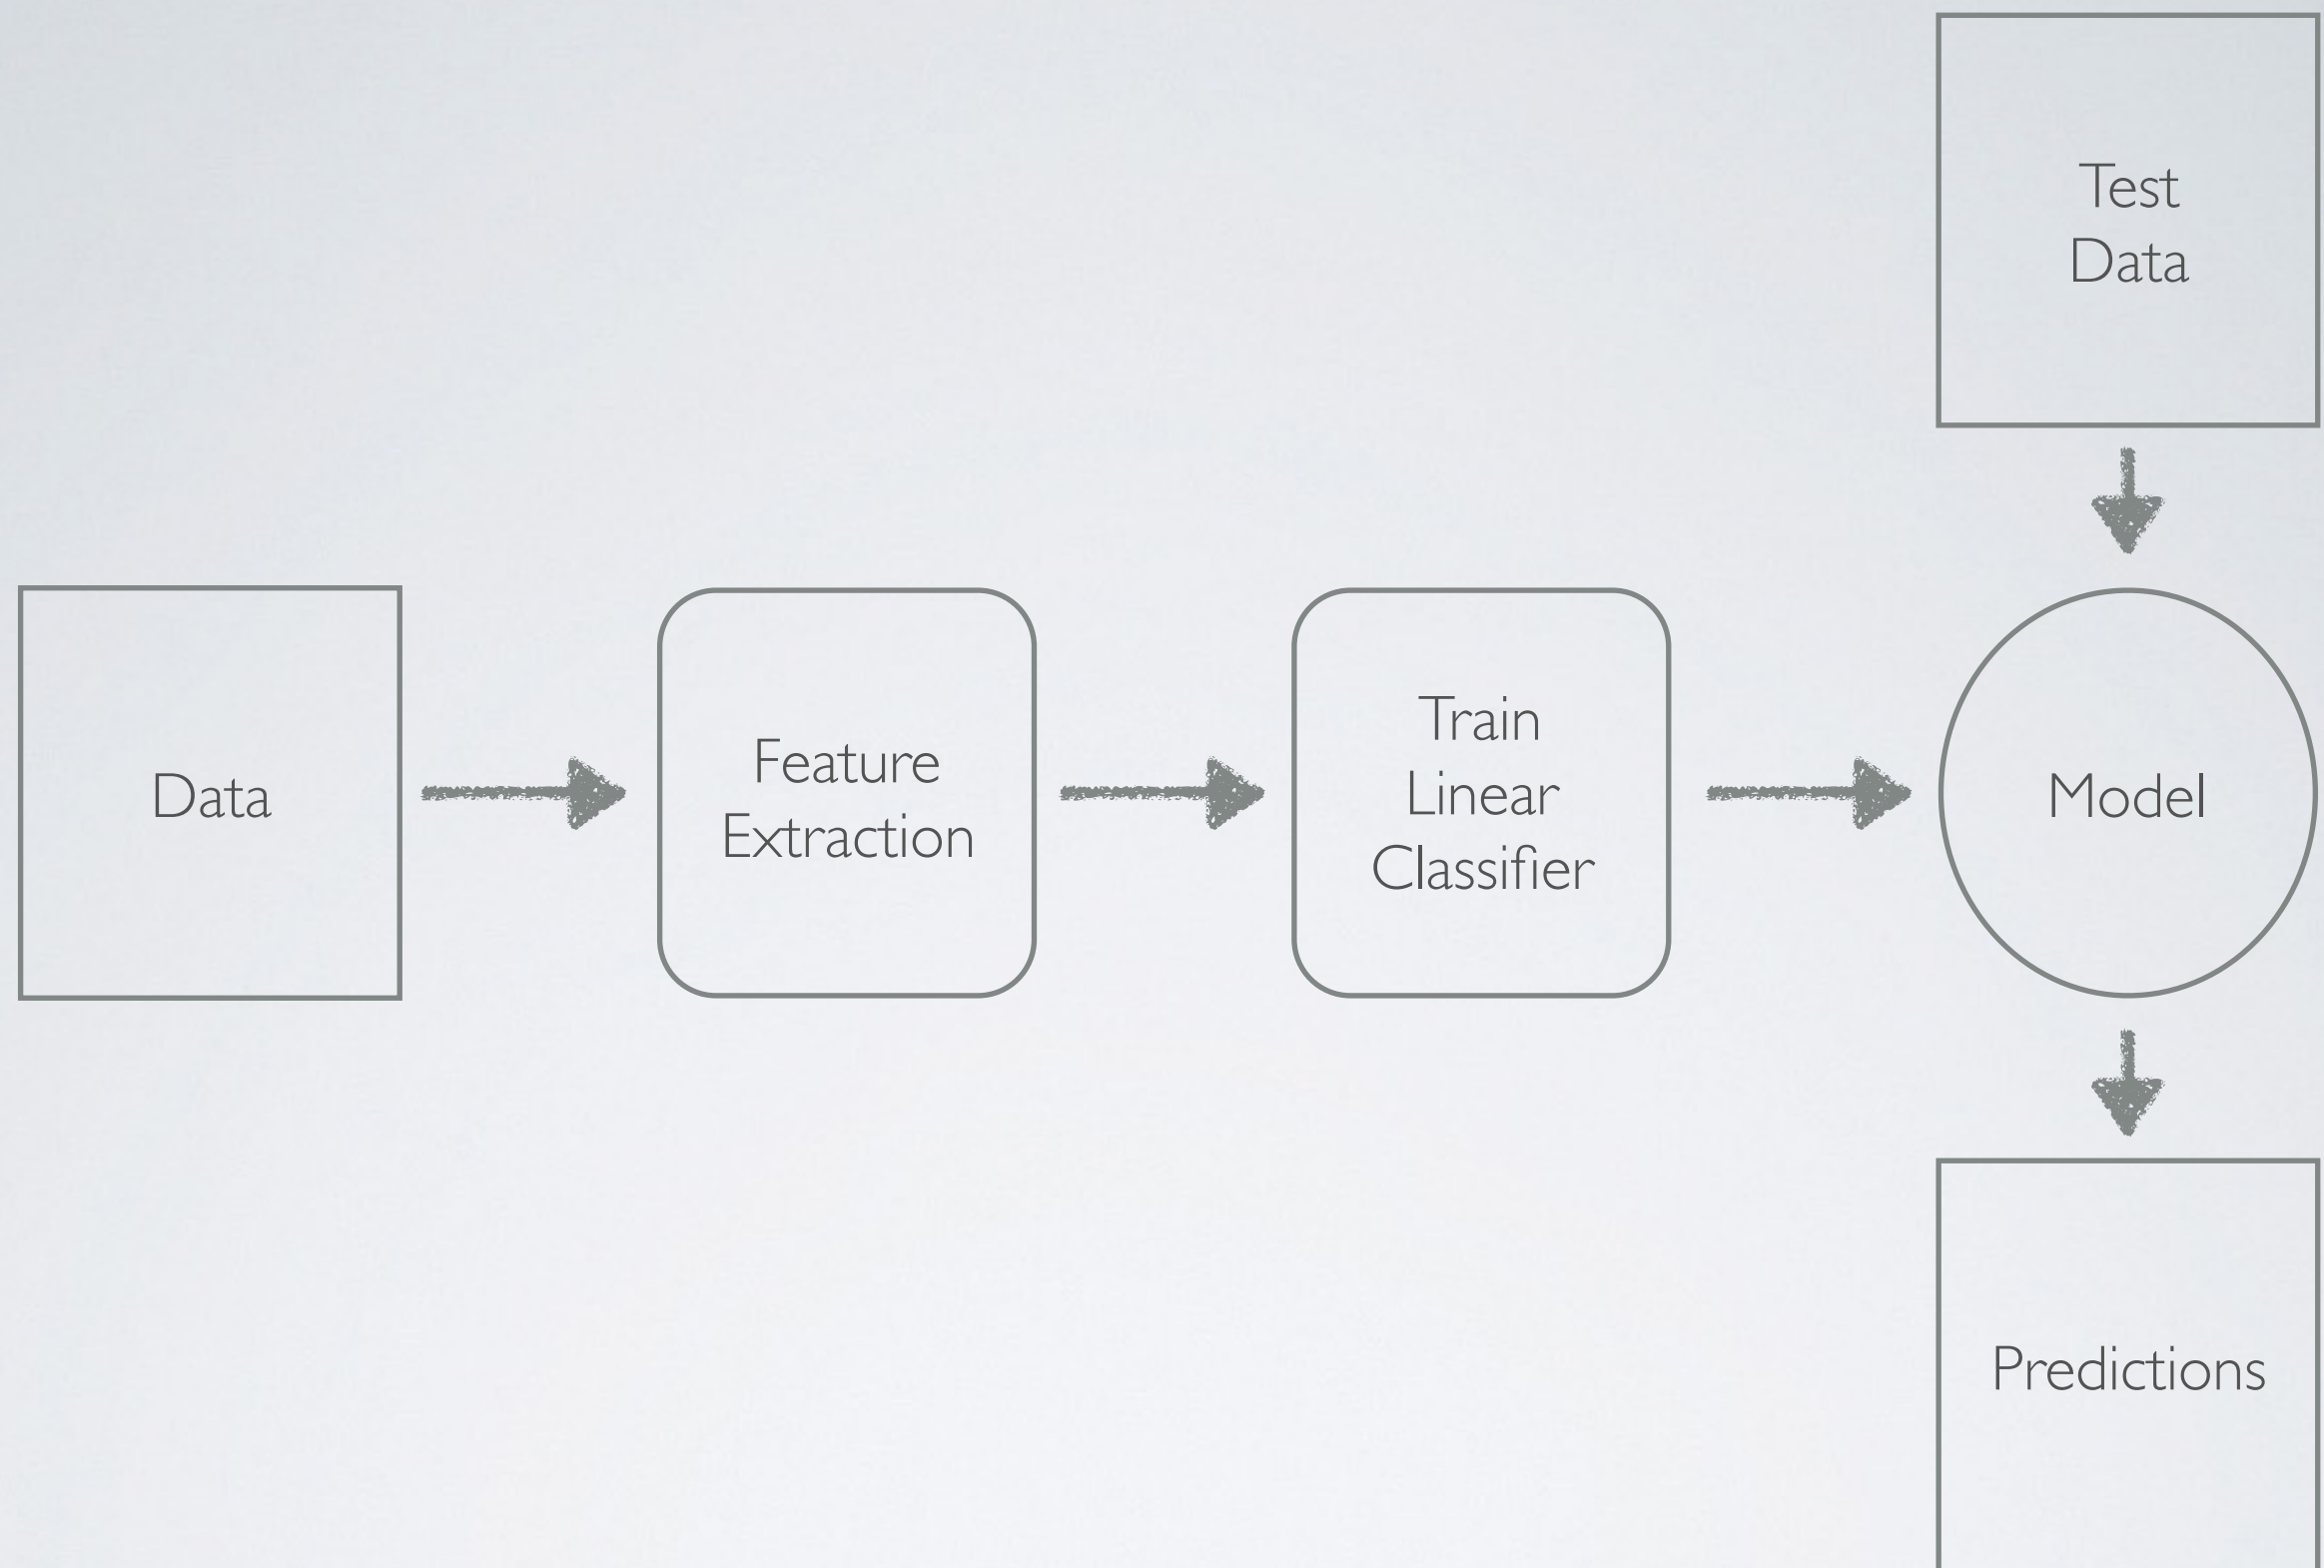 Test
Data
Data
Feature
Extraction
Train
Linear
Classifier
Model
Predictions